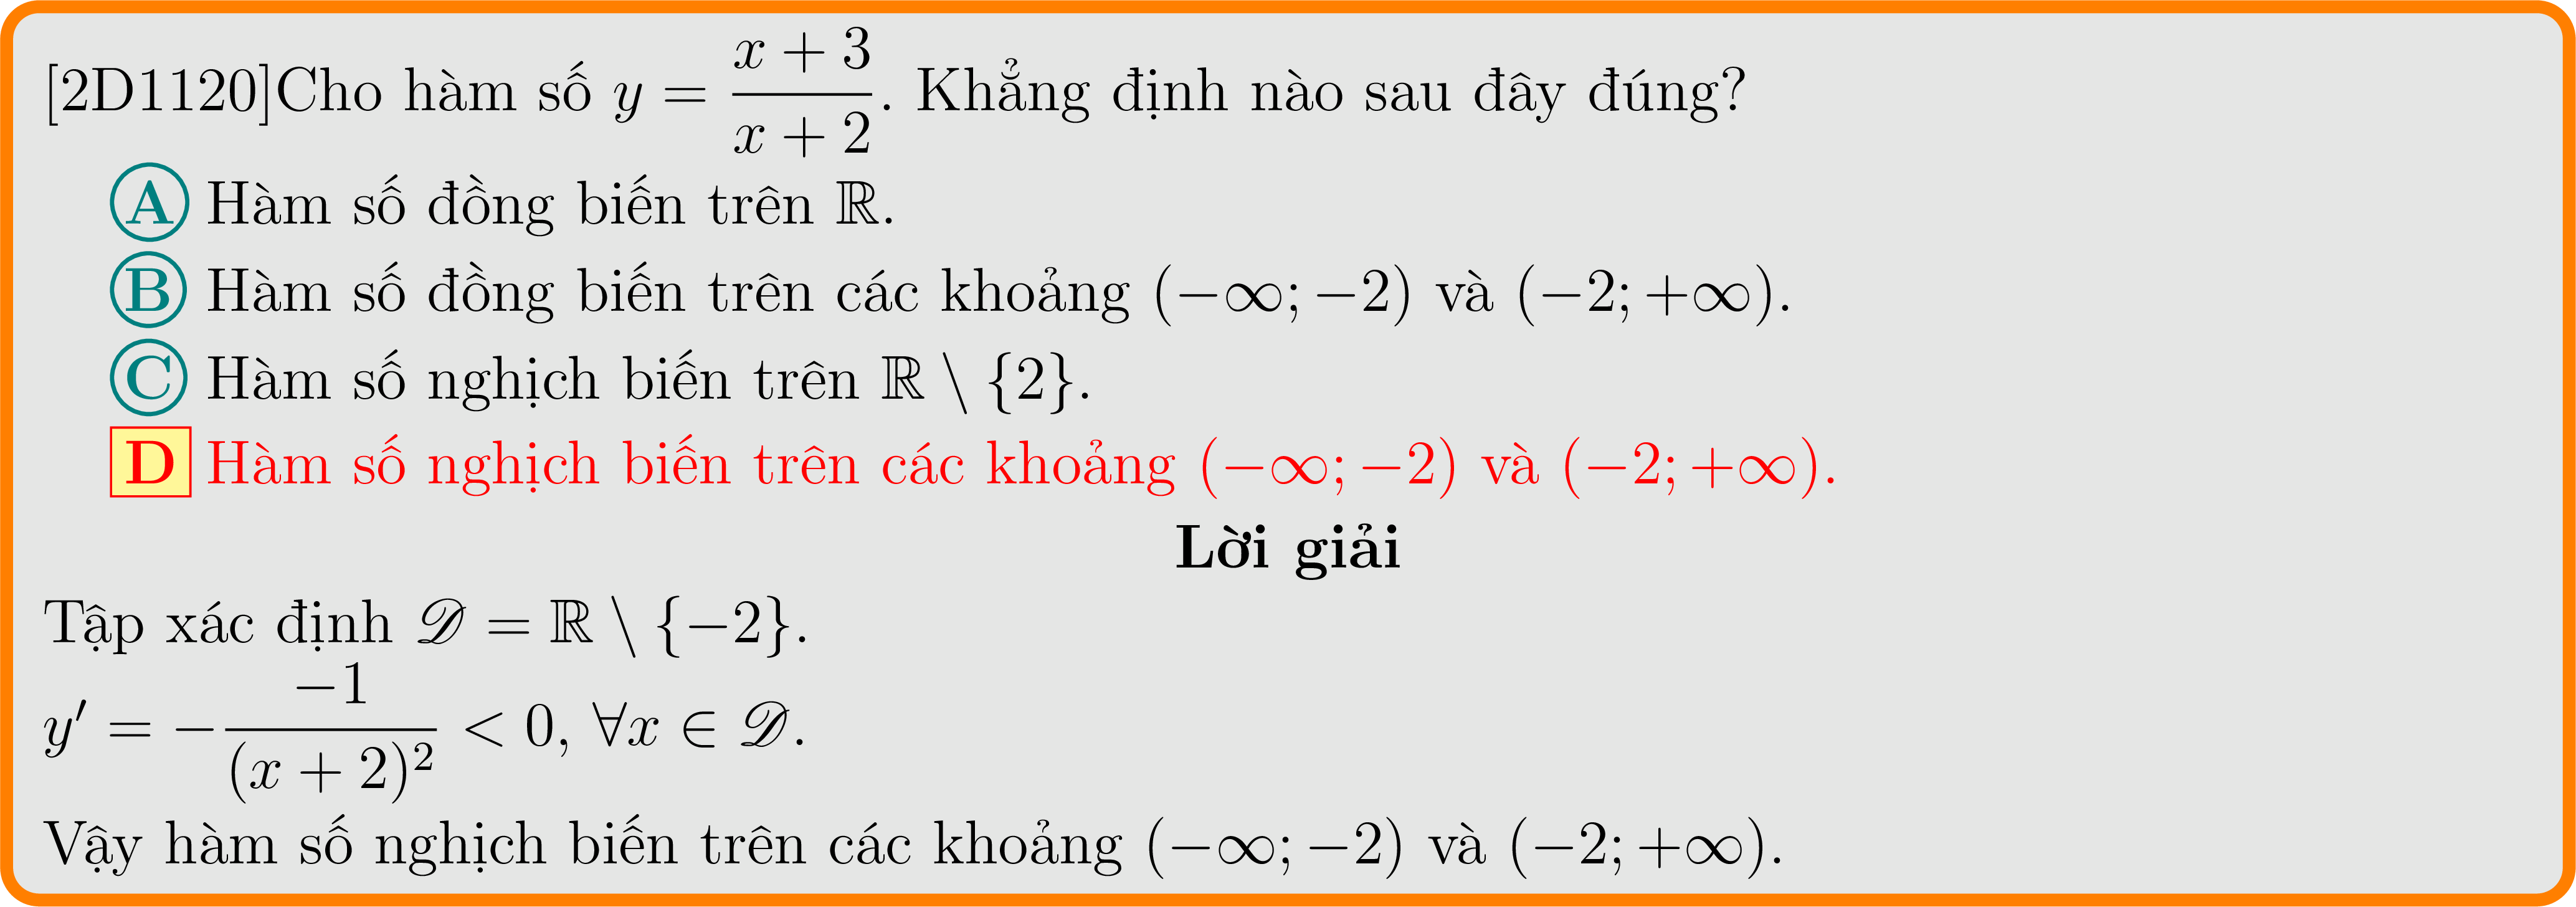 [2D1120]Cho hàm số $y = \dfrac{x+3}{x+2}$. Khẳng định nào sau đây đúng?
A Hàm số đồng biến trên $\mathbb{R}$.
B Hàm số đồng biến trên các khoảng $(-\infty; -2)$ và $(-2; +\infty)$.
C Hàm số nghịch biến trên $\mathbb{R} \setminus \{2\}$.
D Hàm số nghịch biến trên các khoảng $(-\infty; -2)$ và $(-2; +\infty)$.
Lời giải
Tập xác định $\mathscr{D} = \mathbb{R} \setminus \{-2\}$.
$y' = -\dfrac{-1}{(x+2)^2} < 0, \forall x \in \mathscr{D}$.
Vậy hàm số nghịch biến trên các khoảng $(-\infty; -2)$ và $(-2; +\infty)$.